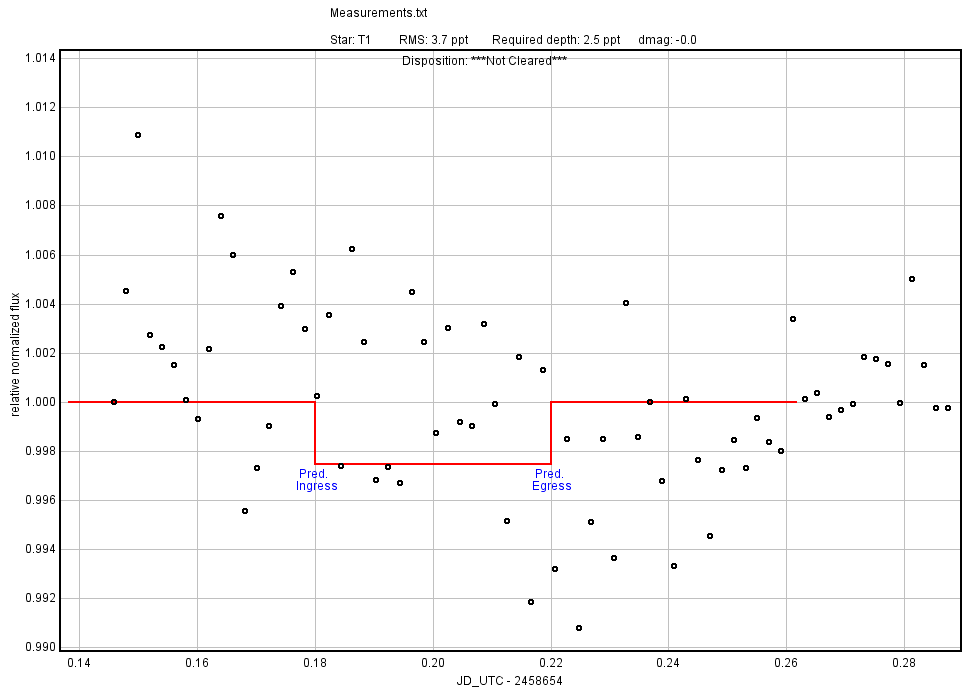 Measurements.txt
Star: T1 RMS: 3.7 ppt Required depth: 2.5 ppt dmag: -0.0
Disposition: ***Not Cleared***
1.014
1.012
1.010
1.008
1.006
1.004
1.002
1.000
0.998
0.996
0.994
0.992
0.990
relative normalized flux
Pred.
Ingress
Pred.
Egress
0.14 0.16 0.18 0.20 0.22 0.24 0.26 0.28
JD_UTC - 2458654